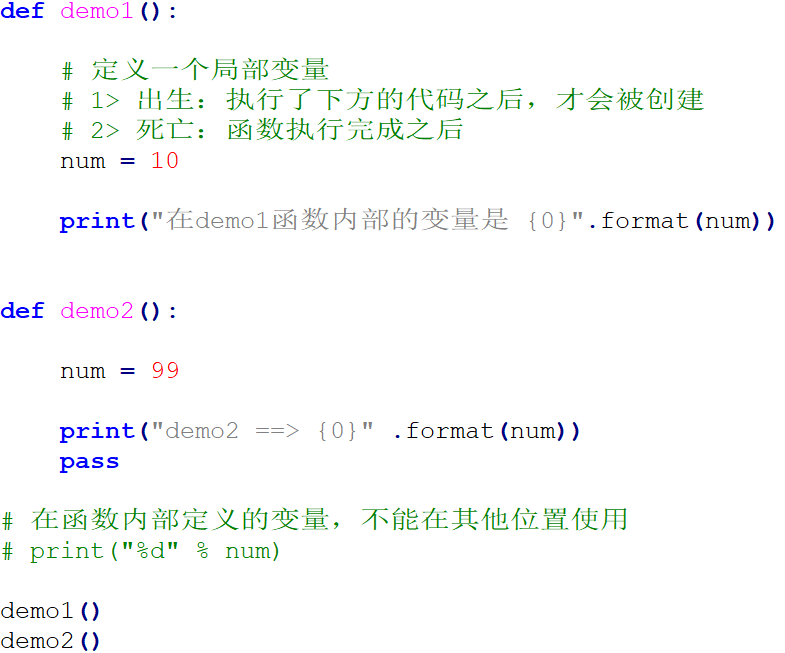 def demo1():
    # 定义一个局部变量
    # 1> 出生：执行了下方的代码之后，才会被创建
    # 2> 死亡：函数执行完成之后
    num = 10
    print("在demo1函数内部的变量是 {0}".format(num))
def demo2():
    num = 99
    print("demo2 ==> {0}" .format(num))
    pass
# 在函数内部定义的变量，不能在其他位置使用
# print("%d" % num)
demo1()
demo2()